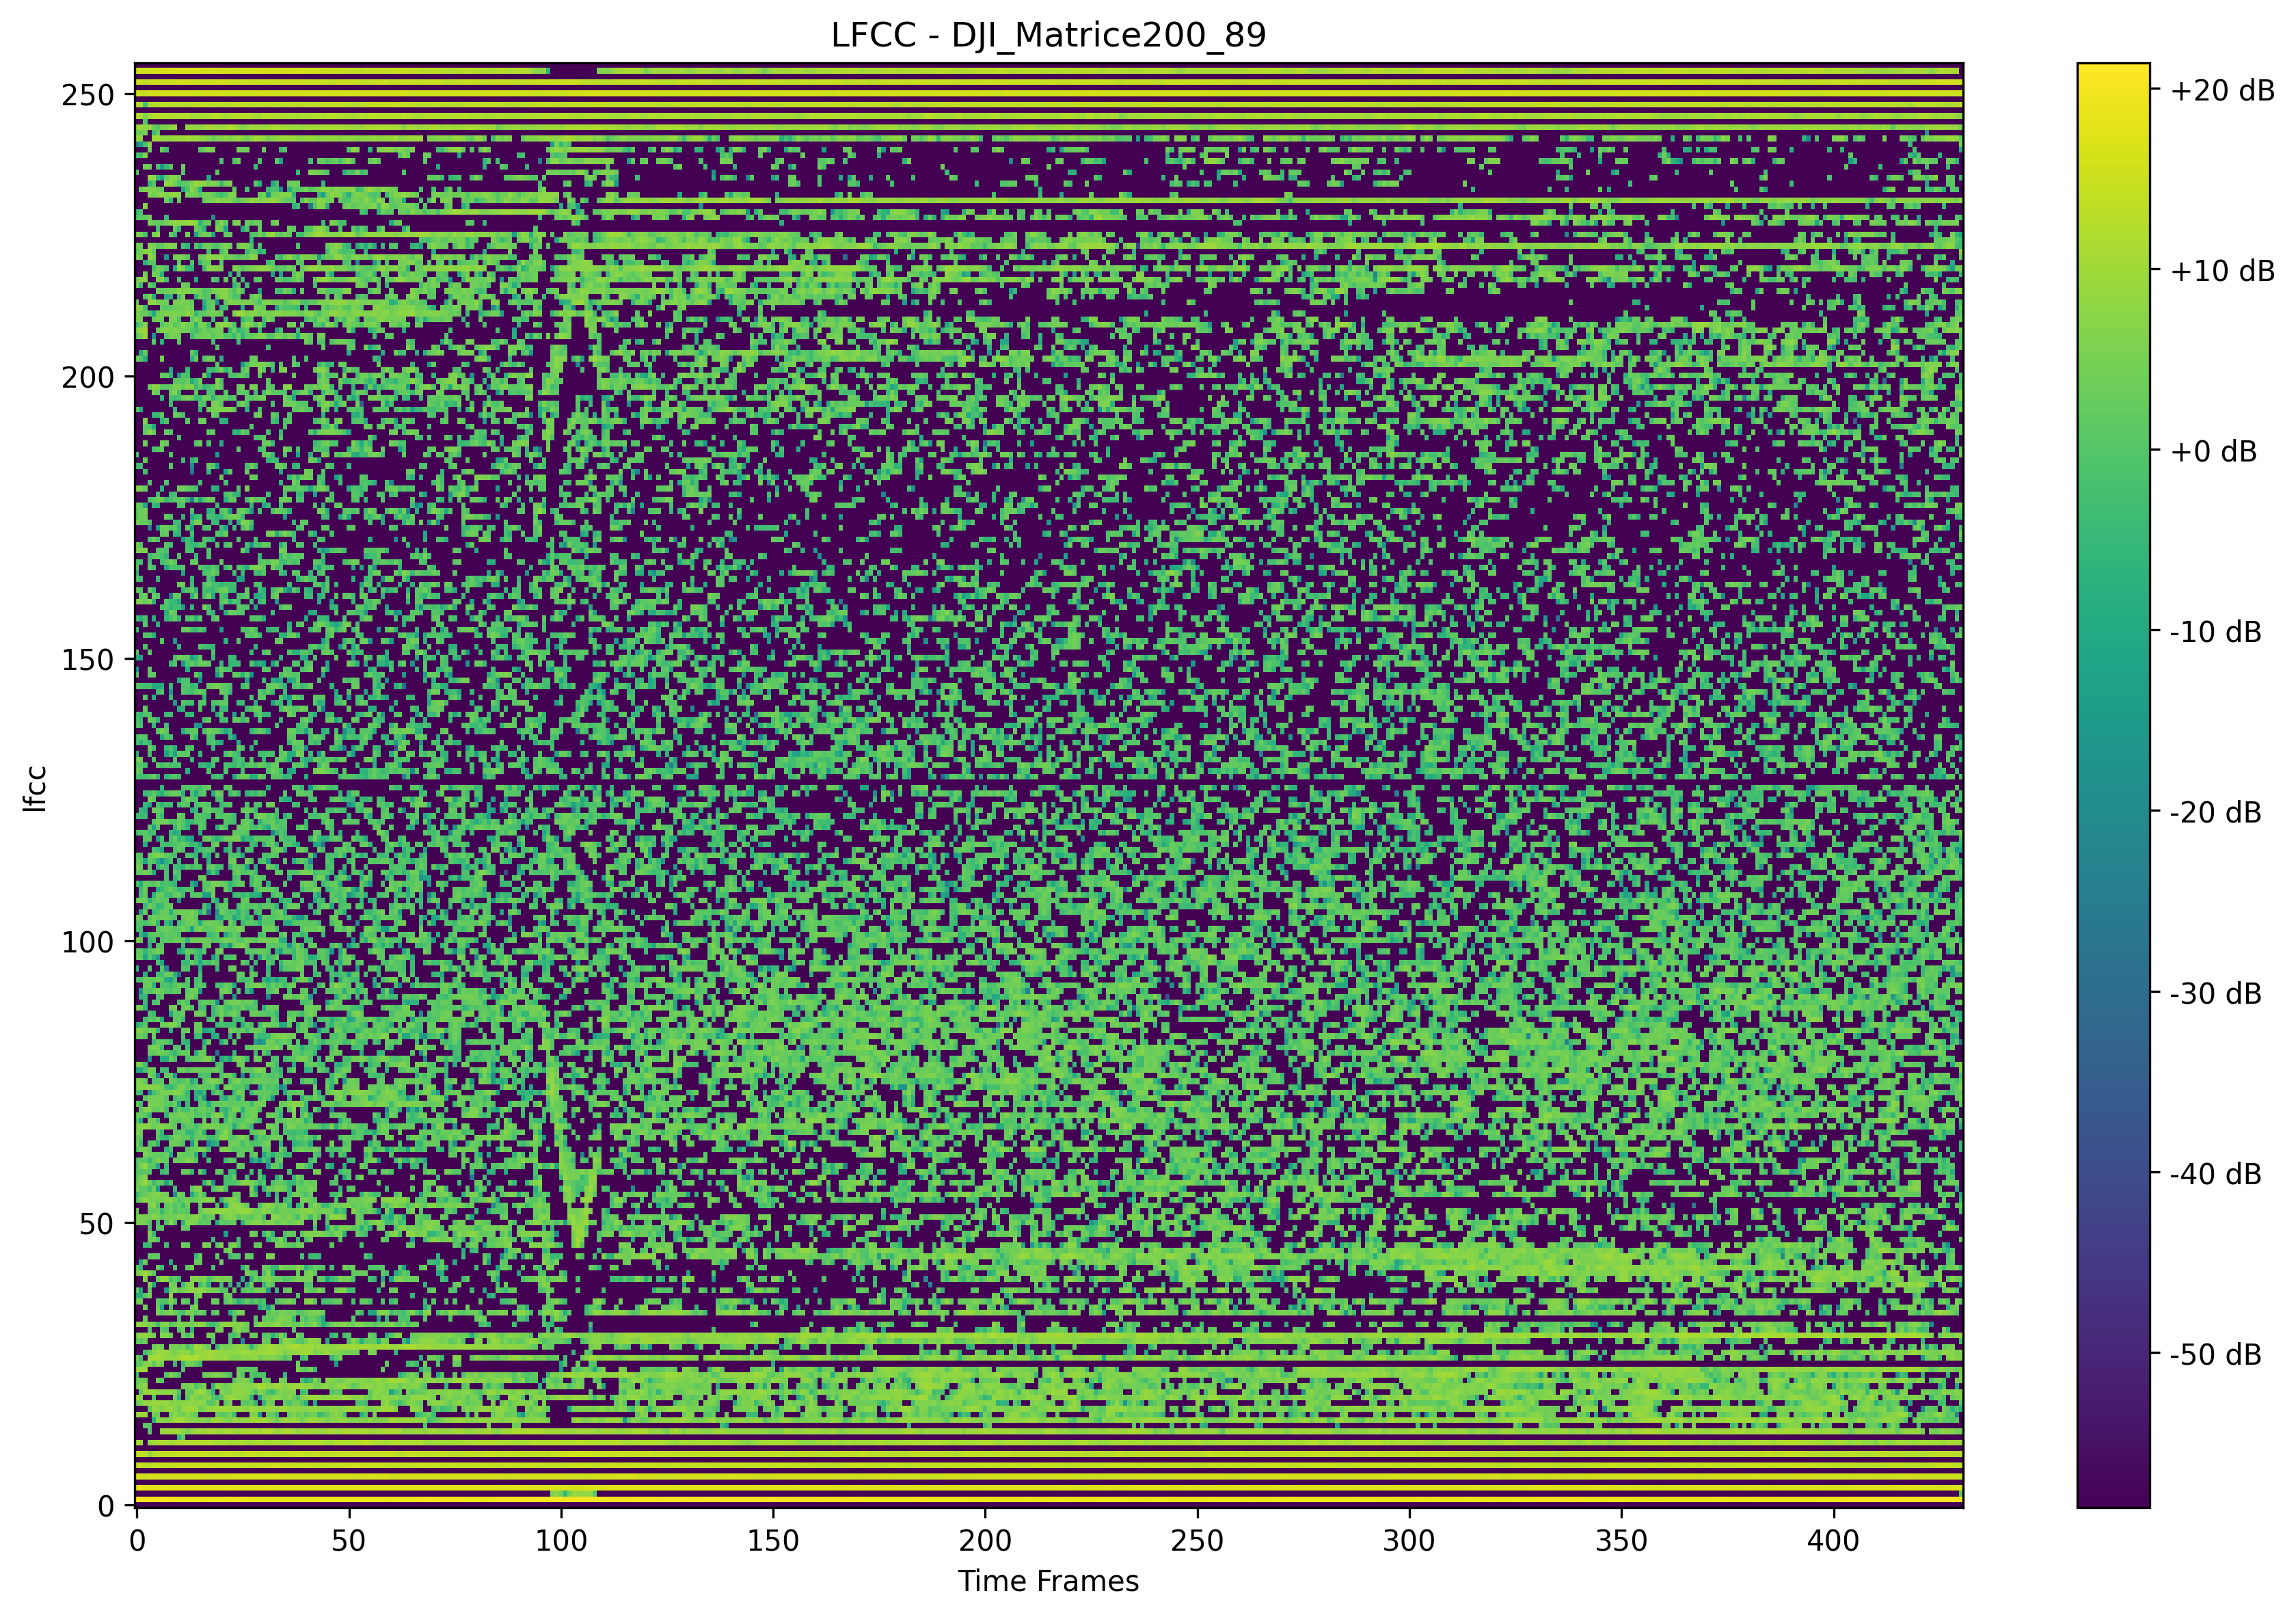 LFCC - DJI_Matrice200_89
250
200
150
100
50
0
lfcc
0 50 100 150 200 250 300 350 400
Time Frames
+20 dB
+10 dB
+0 dB
-10 dB
-20 dB
-30 dB
-40 dB
-50 dB